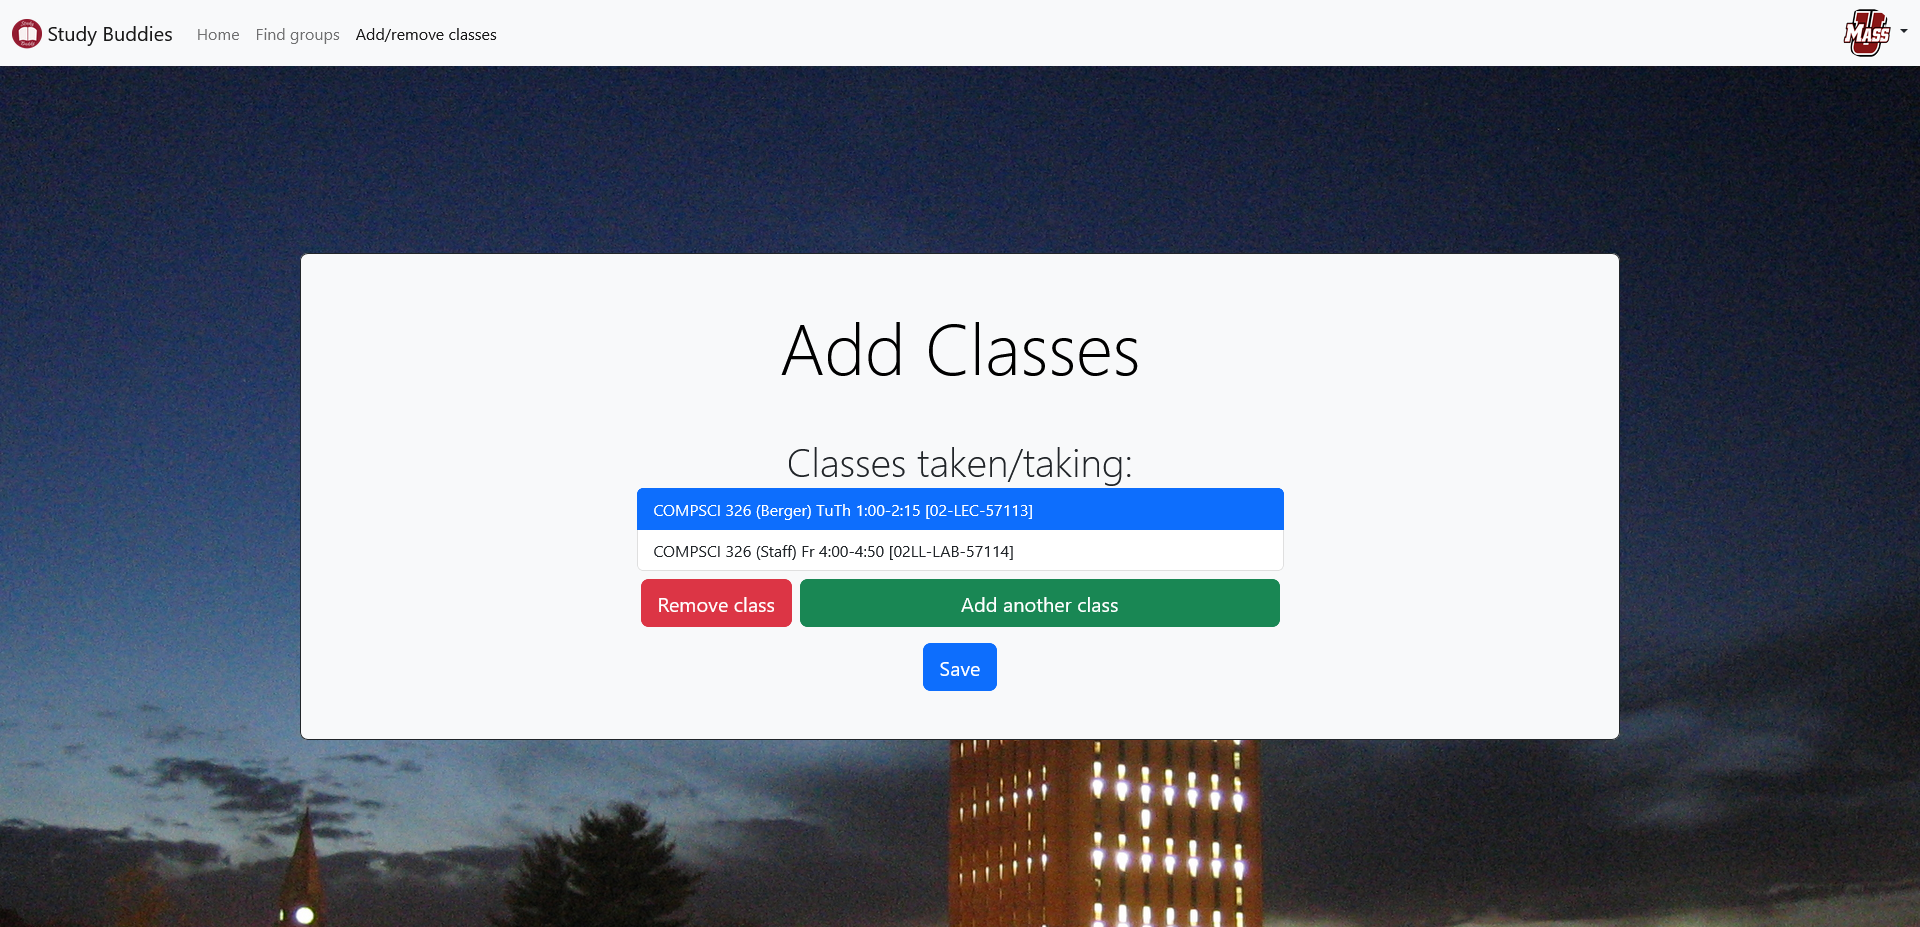 Study Buddies Home Find groups Add/remove classes
U
MASS
Add Classes
Classes taken/taking:
COMPSCI 326 (Berger) TuTh 1:00-2:15 [02-LEC-57113]
COMPSCI 326 (Staff) Fr 4:00-4:50 [02LL-LAB-57114]
Remove class Add another class
Save